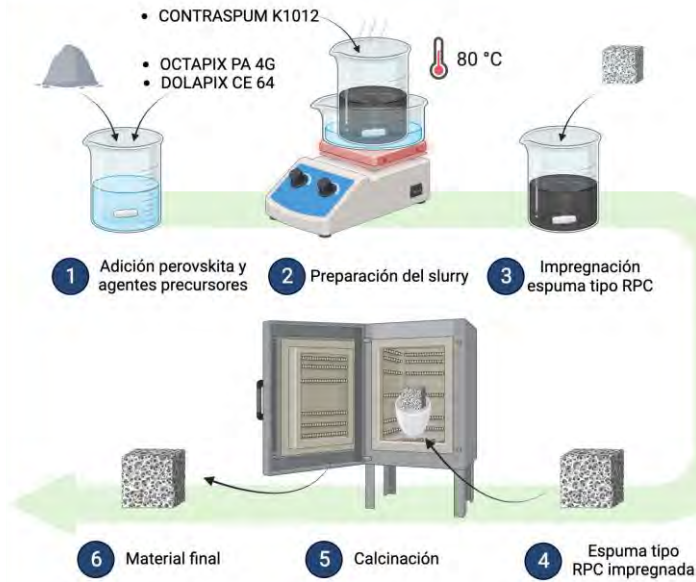 • CONTRASPUM K1012
• OCTAPIX PA 4G
• DOLAPIX CE 64
80 °C
1 Adición perovskita y
agentes precursores
2 Preparación del slurry
3 Impregnación
espuma tipo RPC
6 Material final
5 Calcinación
4 Espuma tipo
RPC impregnada